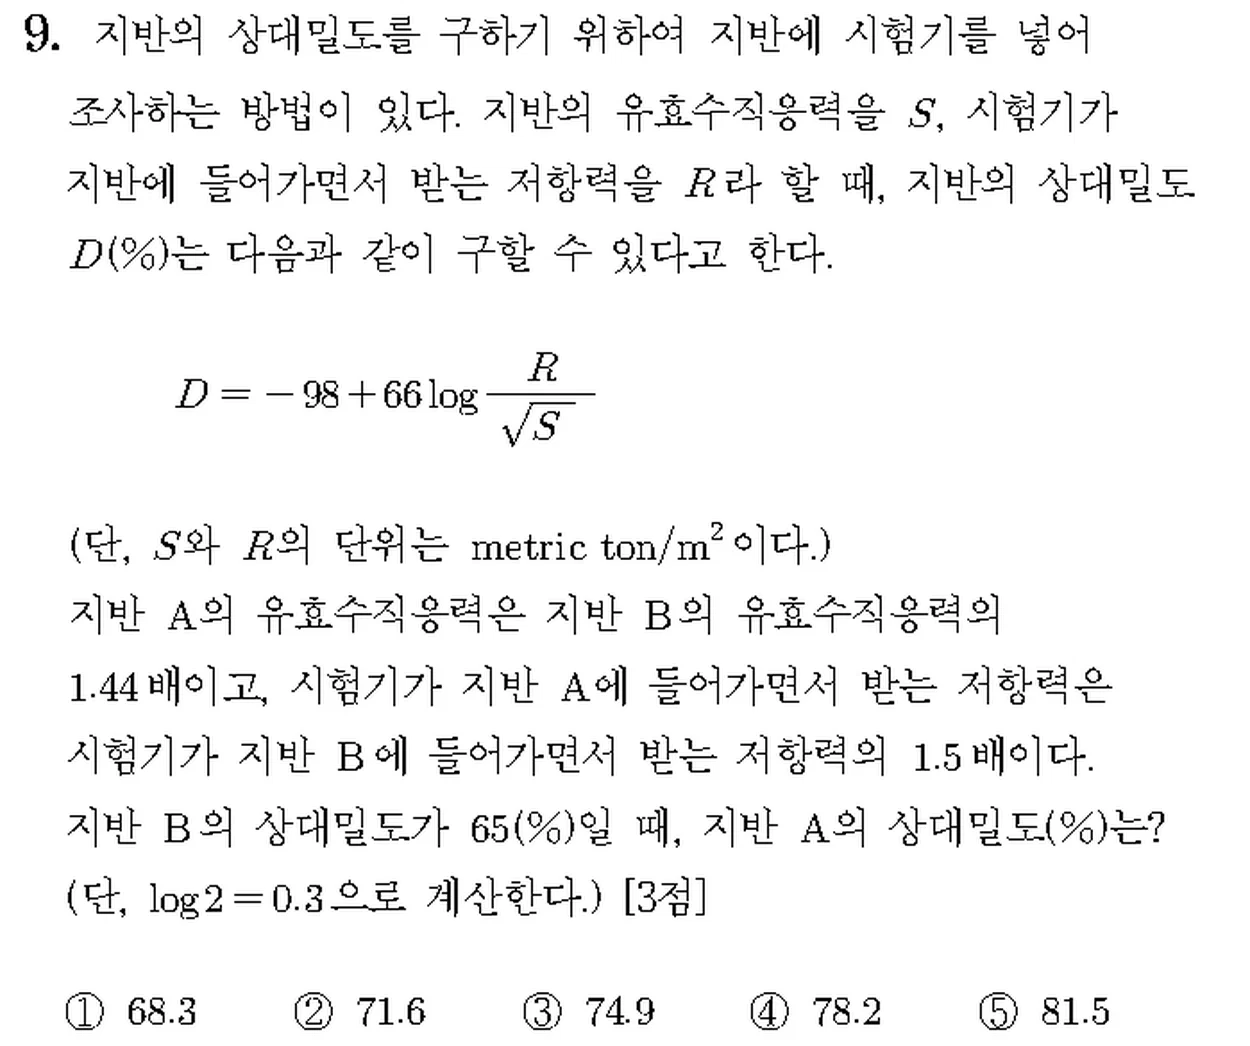 9. 지반의 상대밀도를 구하기 위하여 지반에 시험기를 넣어
조사하는 방법이 있다. 지반의 유효수직응력을 S, 시험기가
지반에 들어가면서 받는 저항력을 R라 할 때, 지반의 상대밀도
D(%)는 다음과 같이 구할 수 있다고 한다.
D = −98 + 66 log R/√S
(단, S와 R의 단위는 metric ton/m²이다.)
지반 A의 유효수직응력은 지반 B의 유효수직응력의
1.44배이고, 시험기가 지반 A에 들어가면서 받는 저항력은
시험기가 지반 B에 들어가면서 받는 저항력의 1.5배이다.
지반 B의 상대밀도가 65(%)일 때, 지반 A의 상대밀도(%)는?
(단, log2 = 0.3으로 계산한다.) [3점]
① 68.3 ② 71.6 ③ 74.9 ④ 78.2 ⑤ 81.5